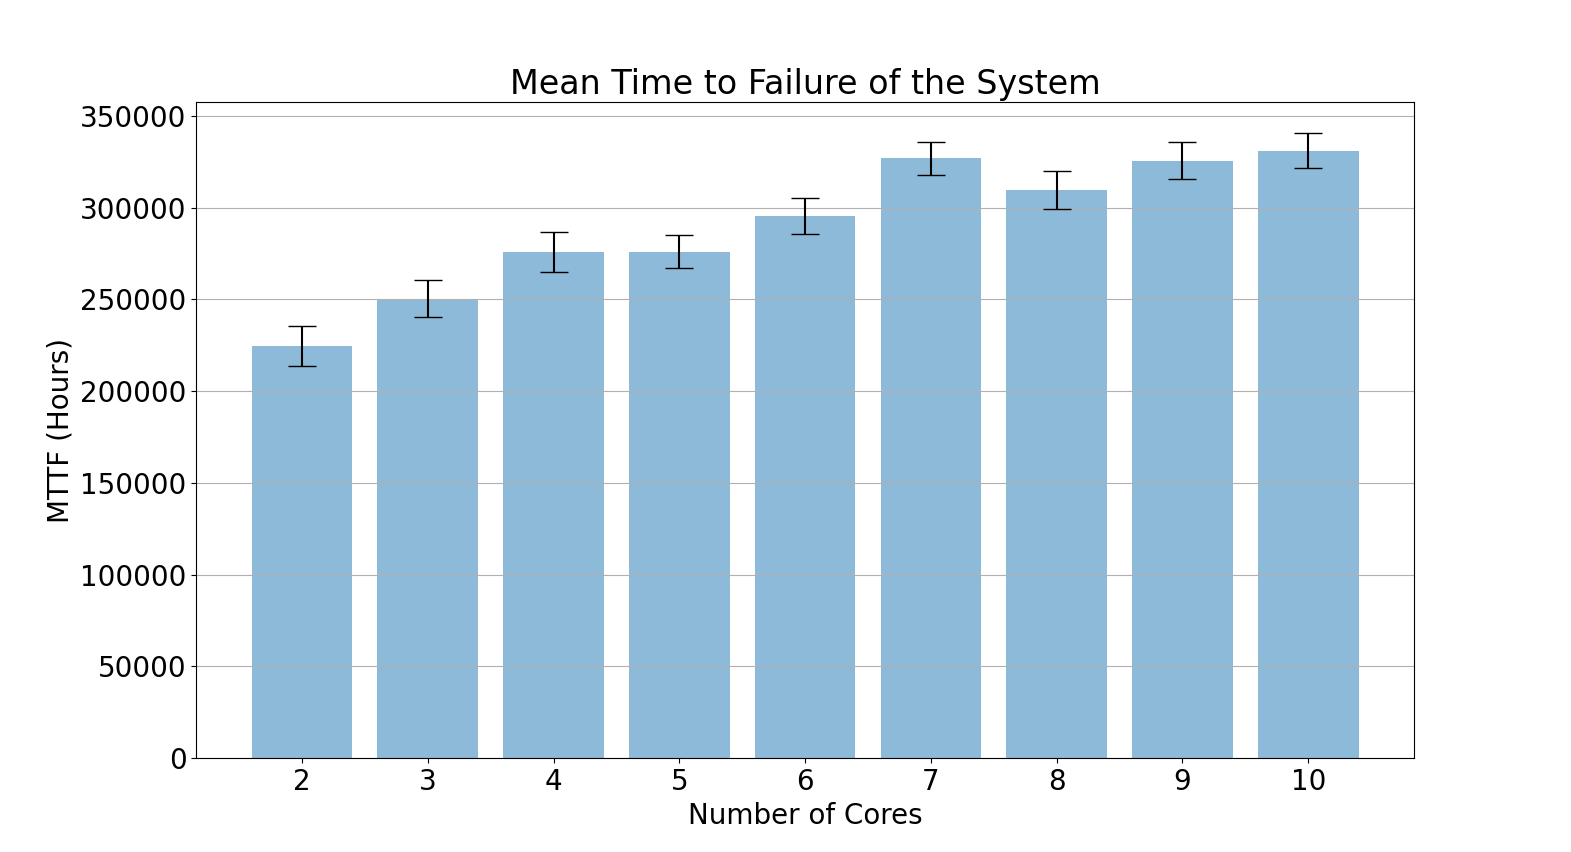 Mean Time to Failure of the System
350000
300000
250000
200000
150000
100000
50000
0
MTTF (Hours)
2 3 4 5 6 7 8 9 10
Number of Cores